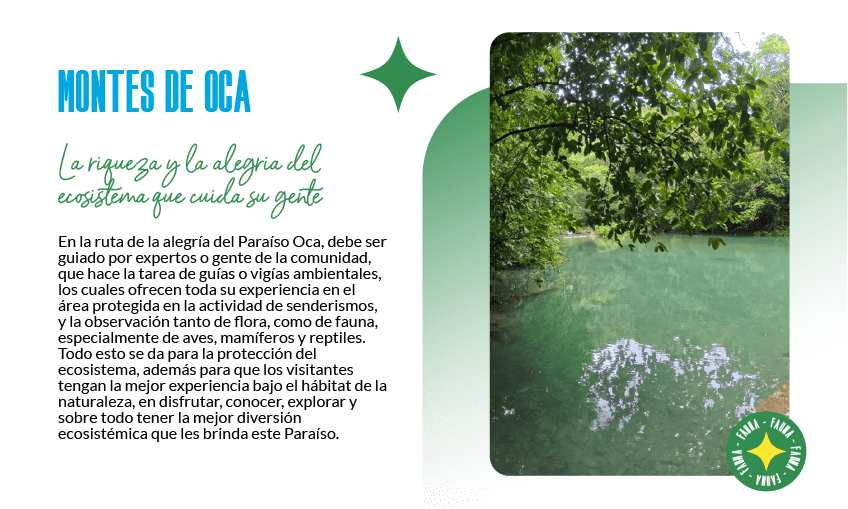 MONTES DE OCA
La riqueza y la alegria del
ecosistema que cuida su gente
En la ruta de la alegría del Paraíso Oca, debe ser
guiado por expertos o gente de la comunidad,
que hace la tarea de guías o vigías ambientales,
los cuales ofrecen toda su experiencia en el
área protegida en la actividad de senderismos,
y la observación tanto de flora, como de fauna,
especialmente de aves, mamíferos y reptiles.
Todo esto se da para la protección del
ecosistema, además para que los visitantes
tengan la mejor experiencia bajo el hábitat de la
naturaleza, en disfrutar, conocer, explorar y
sobre todo tener la mejor diversión
ecosistémica que les brinda este Paraíso.
FAUNA - FAUNA - FAUNA - FAUNA - FAUNA -